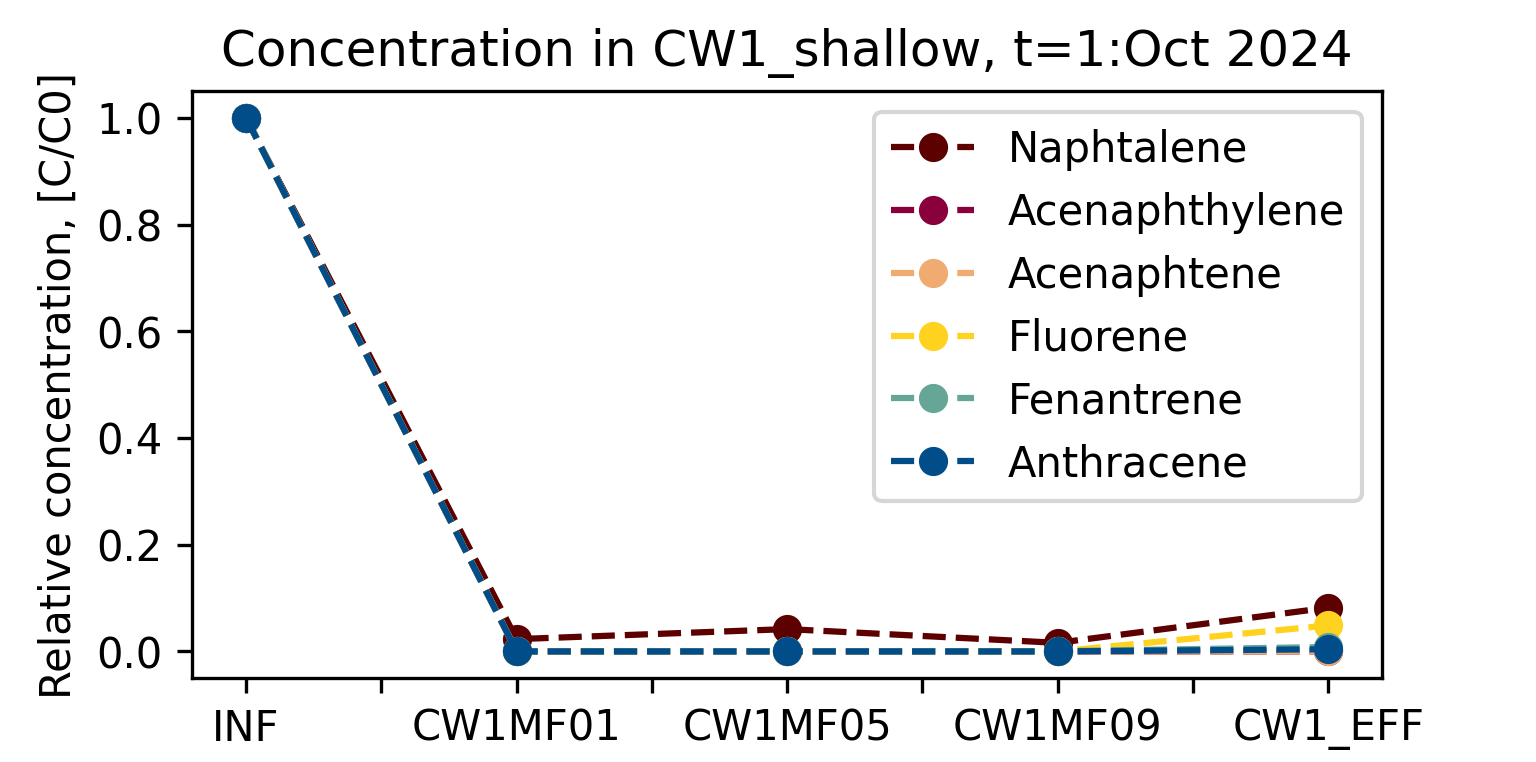 Concentration in CW1_shallow, t=1:Oct 2024
Relative concentration, [C/C0]
1.0
0.8
0.6
0.4
0.2
0.0
Naphtalene
Acenaphthylene
Acenaphtene
Fluorene
Fenantrene
Anthracene
INF CW1MF01 CW1MF05 CW1MF09 CW1_EFF